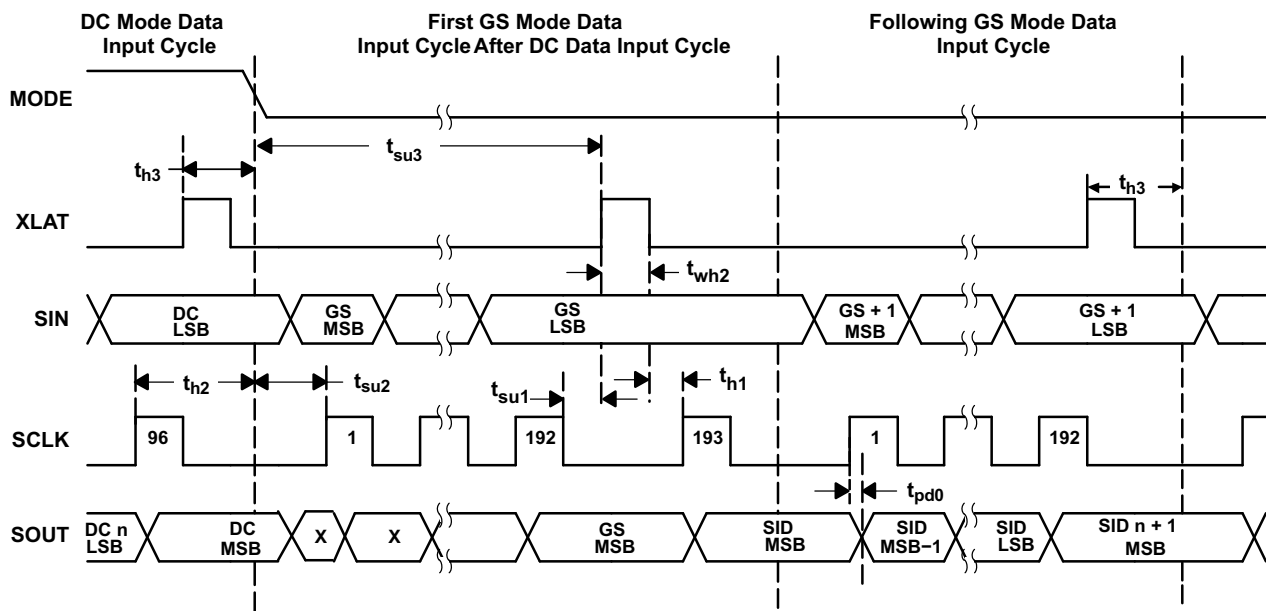 DC Mode Data
Input Cycle
First GS Mode Data
Input Cycle After DC Data Input Cycle
Following GS Mode Data
Input Cycle
MODE
th3
tsu3
th3
XLAT
twh2
SIN
DC
LSB
GS
MSB
GS
LSB
GS + 1
MSB
GS + 1
LSB
th2
tsu2
tsu1
th1
SCLK
96
1
192
193
1
192
tpd0
SOUT
DC n
LSB
DC
MSB
X
X
GS
MSB
SID
MSB
SID
MSB−1
SID
LSB
SID n + 1
MSB